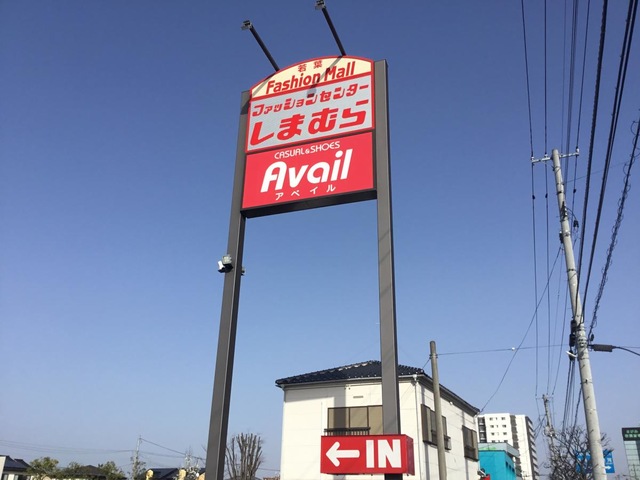 若葉
Fashion Mall
ファッションセンター
しまむら
CASUAL&SHOES
Avail
アベイル
←IN